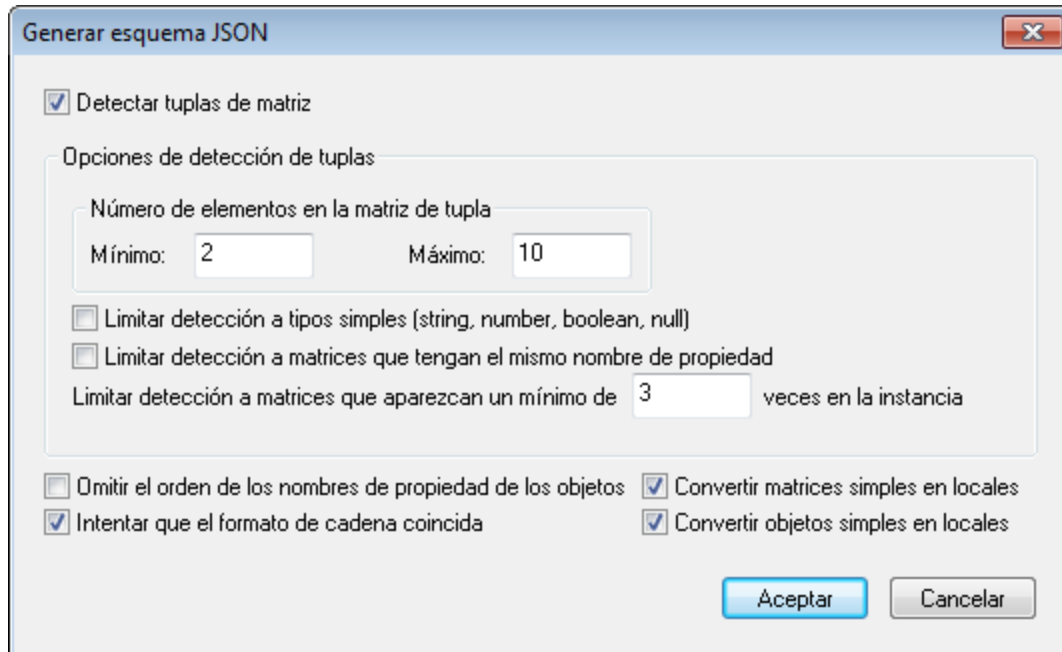 Generar esquema JSON
Detectar tuplas de matriz
Opciones de detección de tuplas
Número de elementos en la matriz de tupla
Mínimo: 2 Máximo: 10
Limitar detección a tipos simples (string, number, boolean, null)
Limitar detección a matrices que tengan el mismo nombre de propiedad
Limitar detección a matrices que aparezcan un mínimo de 3 veces en la instancia
Omitir el orden de los nombres de propiedad de los objetos Convertir matrices simples en locales
Intentar que el formato de cadena coincida Convertir objetos simples en locales
Aceptar Cancelar